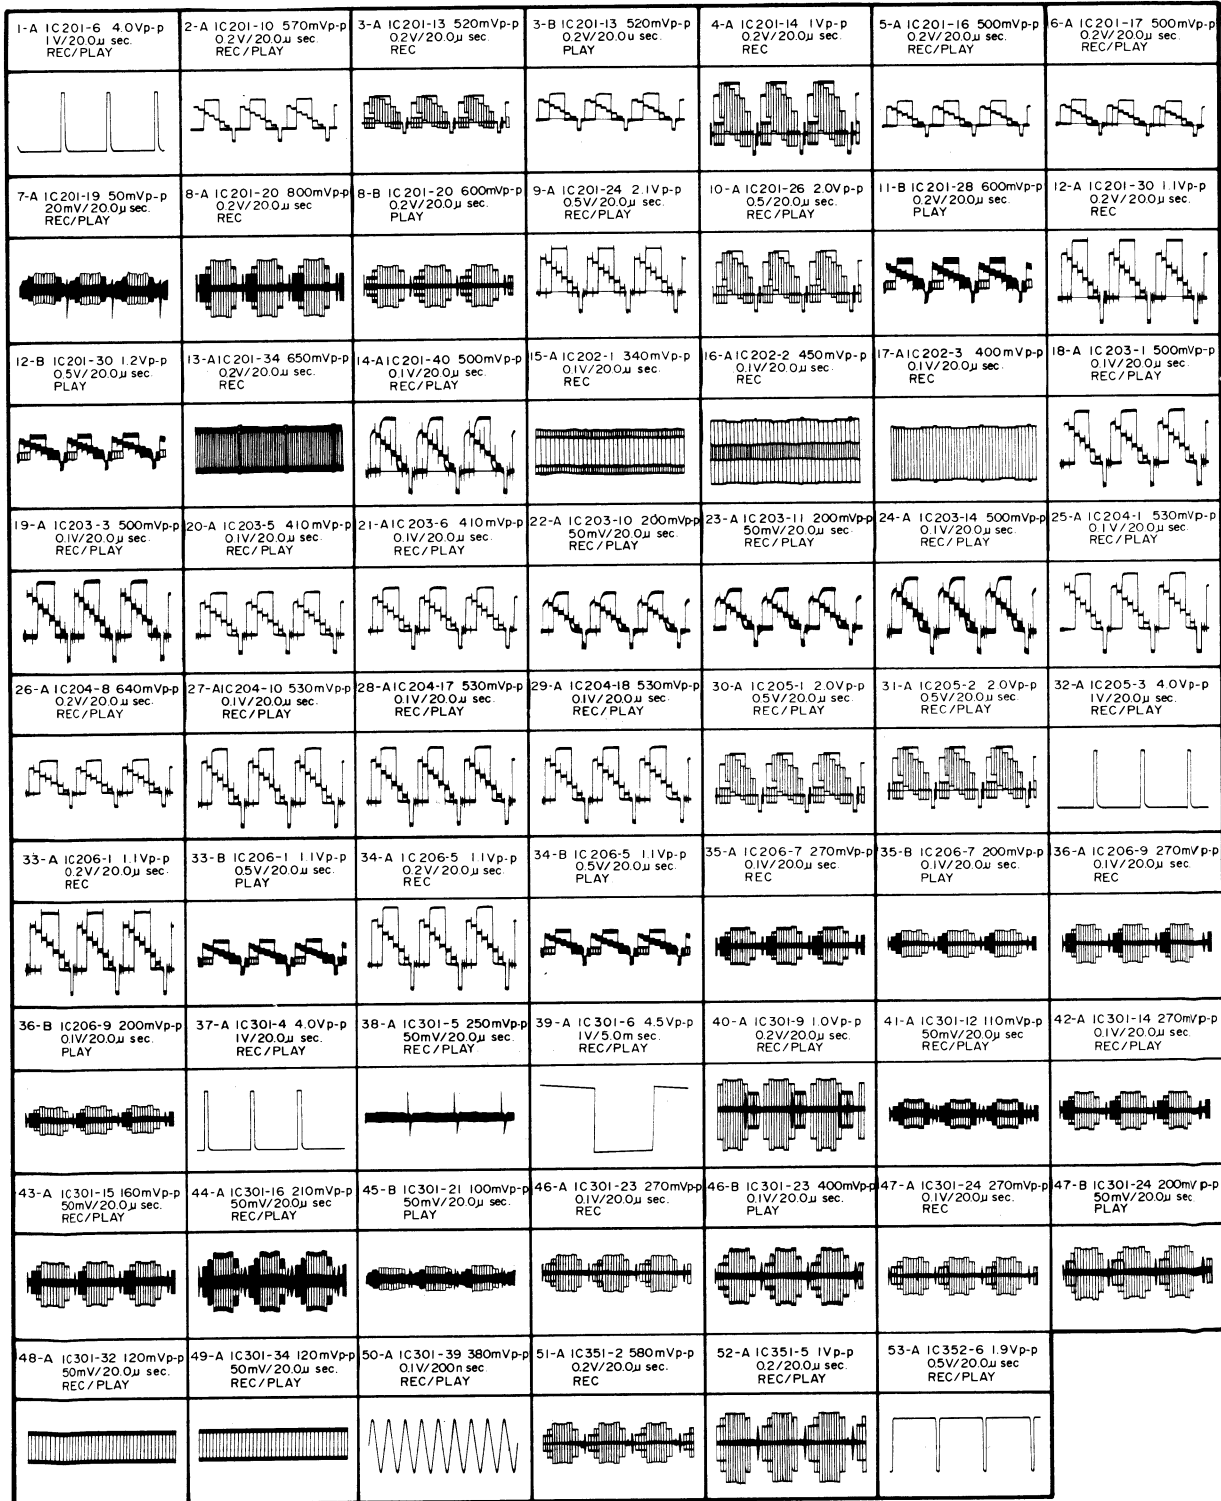 1-A IC201-6 4.0Vp-p
1V/20.0μ sec.
REC/PLAY
2-A IC201-10 570mVp-p
0.2V/20.0μ sec.
REC/PLAY
3-A IC201-13 520mVp-p
0.2V/20.0μ sec.
REC
3-B IC201-13 520mVp-p
0.2V/20.0u sec.
PLAY
4-A IC201-14 1Vp-p
0.2V/20.0μ sec.
REC
5-A IC201-16 500mVp-p
0.2V/20.0μ sec.
REC/PLAY
6-A IC201-17 500mVp-p
0.2V/20.0μ sec.
REC/PLAY
7-A IC201-19 50mVp-p
20mV/20.0μ sec.
REC/PLAY
8-A IC201-20 800mVp-p
0.2V/20.0μ sec.
REC
8-B IC201-20 600mVp-p
0.2V/20.0μ sec.
PLAY
9-A IC201-24 2.1Vp-p
0.5V/20.0μ sec.
REC
10-A IC201-26 2.0Vp-p
0.5/20.0μ sec.
REC
11-B IC201-28 600mVp-p
0.2V/20.0μ sec.
PLAY
12-A IC201-30 1.1Vp-p
0.2V/20.0μ sec.
REC
12-B IC201-30 1.2Vp-p
0.5V/20.0μ sec.
PLAY
13-A IC201-34 650mVp-p
0.2V/20.0μ sec.
REC
14-A IC201-40 500mVp-p
0.1V/20.0μ sec.
REC/PLAY
15-A IC202-1 340mVp-p
0.1V/20.0μ sec.
REC
16-A IC202-2 450mVp-p
0.1V/20.0μ sec.
REC
17-A IC202-3 400mVp-p
0.1V/20.0μ sec.
REC
18-A IC203-1 500mVp-p
0.1V/20.0μ sec.
REC/PLAY
19-A IC203-3 500mVp-p
0.1V/20.0μ sec.
REC/PLAY
20-A IC203-5 410mVp-p
0.1V/20.0μ sec.
REC/PLAY
21-A IC203-6 410mVp-p
0.1V/20.0μ sec.
REC/PLAY
22-A IC203-10 200mVp-p
50mV/20.0μ sec.
REC/PLAY
23-A IC203-11 200mVp-p
50mV/20.0μ sec.
REC/PLAY
24-A IC203-14 500mVp-p
0.1V/20.0μ sec.
REC/PLAY
25-A IC204-1 530mVp-p
0.1V/20.0μ sec.
REC/PLAY
26-A IC204-8 640mVp-p
0.2V/20.0μ sec.
REC/PLAY
27-A IC204-10 530mVp-p
0.1V/20.0μ sec.
REC/PLAY
28-A IC204-17 530mVp-p
0.1V/20.0μ sec.
REC/PLAY
29-A IC204-18 530mVp-p
0.1V/20.0μ sec.
REC/PLAY
30-A IC205-1 2.0Vp-p
0.5V/20.0μ sec.
REC/PLAY
31-A IC205-2 2.0Vp-p
0.5V/20.0μ sec.
REC/PLAY
32-A IC205-3 4.0Vp-p
1V/20.0μ sec.
REC/PLAY
33-A IC206-1 1.1Vp-p
0.2V/20.0μ sec.
REC
33-B IC206-1 1.1Vp-p
0.5V/20.0μ sec.
PLAY
34-A IC206-5 1.1Vp-p
0.2V/20.0μ sec.
REC
34-B IC206-5 1.1Vp-p
0.5V/20.0μ sec.
PLAY
35-A IC206-7 270mVp-p
0.1V/20.0μ sec.
REC
35-B IC206-7 200mVp-p
0.1V/20.0μ sec.
PLAY
36-A IC206-9 270mVp-p
0.1V/20.0μ sec.
REC
36-B IC206-9 200mVp-p
0.1V/20.0μ sec.
PLAY
37-A IC301-4 4.0Vp-p
1V/20.0μ sec.
REC/PLAY
38-A IC301-5 250mVp-p
50mV/20.0μ sec.
REC/PLAY
39-A IC301-6 4.5Vp-p
1V/5.0m sec.
REC/PLAY
40-A IC301-9 1.0Vp-p
0.2V/20.0μ sec.
REC/PLAY
41-A IC301-12 110mVp-p
50mV/20.0μ sec
REC/PLAY
42-A IC301-14 270mVp-p
0.1V/20.0μ sec.
REC/PLAY
43-A IC301-15 160mVp-p
50mV/20.0μ sec.
REC/PLAY
44-A IC301-16 210mVp-p
50mV/20.0μ sec.
REC/PLAY
45-B IC301-21 100mVp-p
50mV/20.0μ sec.
PLAY
46-A IC301-23 270mVp-p
0.1V/20.0μ sec.
REC
46-B IC301-23 400mVp-p
0.1V/20.0μ sec.
PLAY
47-A IC301-24 270mVp-p
0.1V/20.0μ sec.
REC
47-B IC301-24 200mVp-p
50mV/20.0μ sec.
PLAY
48-A IC301-32 120mVp-p
50mV/20.0μ sec.
REC/PLAY
49-A IC301-34 120mVp-p
50mV/20.0μ sec.
REC/PLAY
50-A IC301-39 380mVp-p
0.1V/200n sec.
REC/PLAY
51-A IC351-2 580mVp-p
0.2V/20.0μ sec.
REC
52-A IC351-5 1Vp-p
0.2/20.0μ sec.
REC/PLAY
53-A IC352-6 1.9Vp-p
0.5V/20.0μ sec.
REC/PLAY